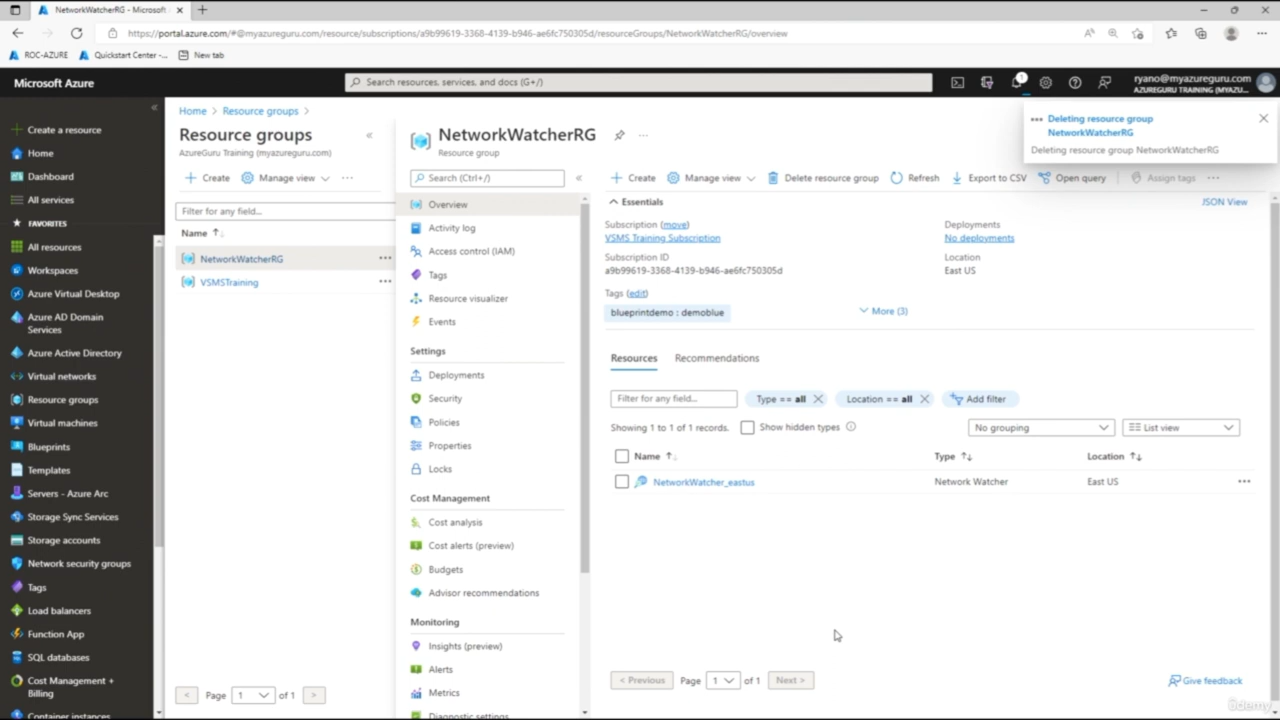 NetworkWatcherRG - Microsoft
https://portal.azure.com/#@myazureguru.com/resource/subscriptions/a9b99619-3368-4139-b946-ae6fc750305d/resourceGroups/NetworkWatcherRG/overview
ROC-AZURE
Quickstart Center -...
New tab
Microsoft Azure
Search resources, services, and docs (G+/)
1
ryano@myazureguru.com
AZUREGURU TRAINING (MYAZU...
Create a resource
Home
Dashboard
All services
FAVORITES
All resources
Workspaces
Azure Virtual Desktop
Azure AD Domain
Services
Azure Active Directory
Virtual networks
Resource groups
Virtual machines
Blueprints
Templates
Servers - Azure Arc
Storage Sync Services
Storage accounts
Network security groups
Tags
Load balancers
Function App
SQL databases
Cost Management +
Billing
Container instances
Home > Resource groups >
Resource groups
AzureGuru Training (myazureguru.com)
Create
Manage view
Filter for any field...
Name
NetworkWatcherRG
VSMSTraining
< Page 1 of 1 >
NetworkWatcherRG
Resource group
Search (Ctrl+/)
Overview
Activity log
Access control (IAM)
Tags
Resource visualizer
Events
Settings
Deployments
Security
Policies
Properties
Locks
Cost Management
Cost analysis
Cost alerts (preview)
Budgets
Advisor recommendations
Monitoring
Insights (preview)
Alerts
Metrics
Diagnostic settings
Create
Manage view
Delete resource group
Refresh
Export to CSV
Open query
Assign tags
Essentials
JSON View
Subscription (move)
VSMS Training Subscription
Subscription ID
a9b99619-3368-4139-b946-ae6fc750305d
Tags (edit)
blueprintdemo : demoblue
More (3)
Deployments
No deployments
Location
East US
Resources
Recommendations
Filter for any field...
Type == all
Location == all
Add filter
Showing 1 to 1 of 1 records.
Show hidden types
No grouping
List view
Name
Type
Location
NetworkWatcher_eastus
Network Watcher
East US
< Previous
Page 1 of 1
Next >
Give feedback
Deleting resource group
NetworkWatcherRG
Deleting resource group NetworkWatcherRG
ûdemy